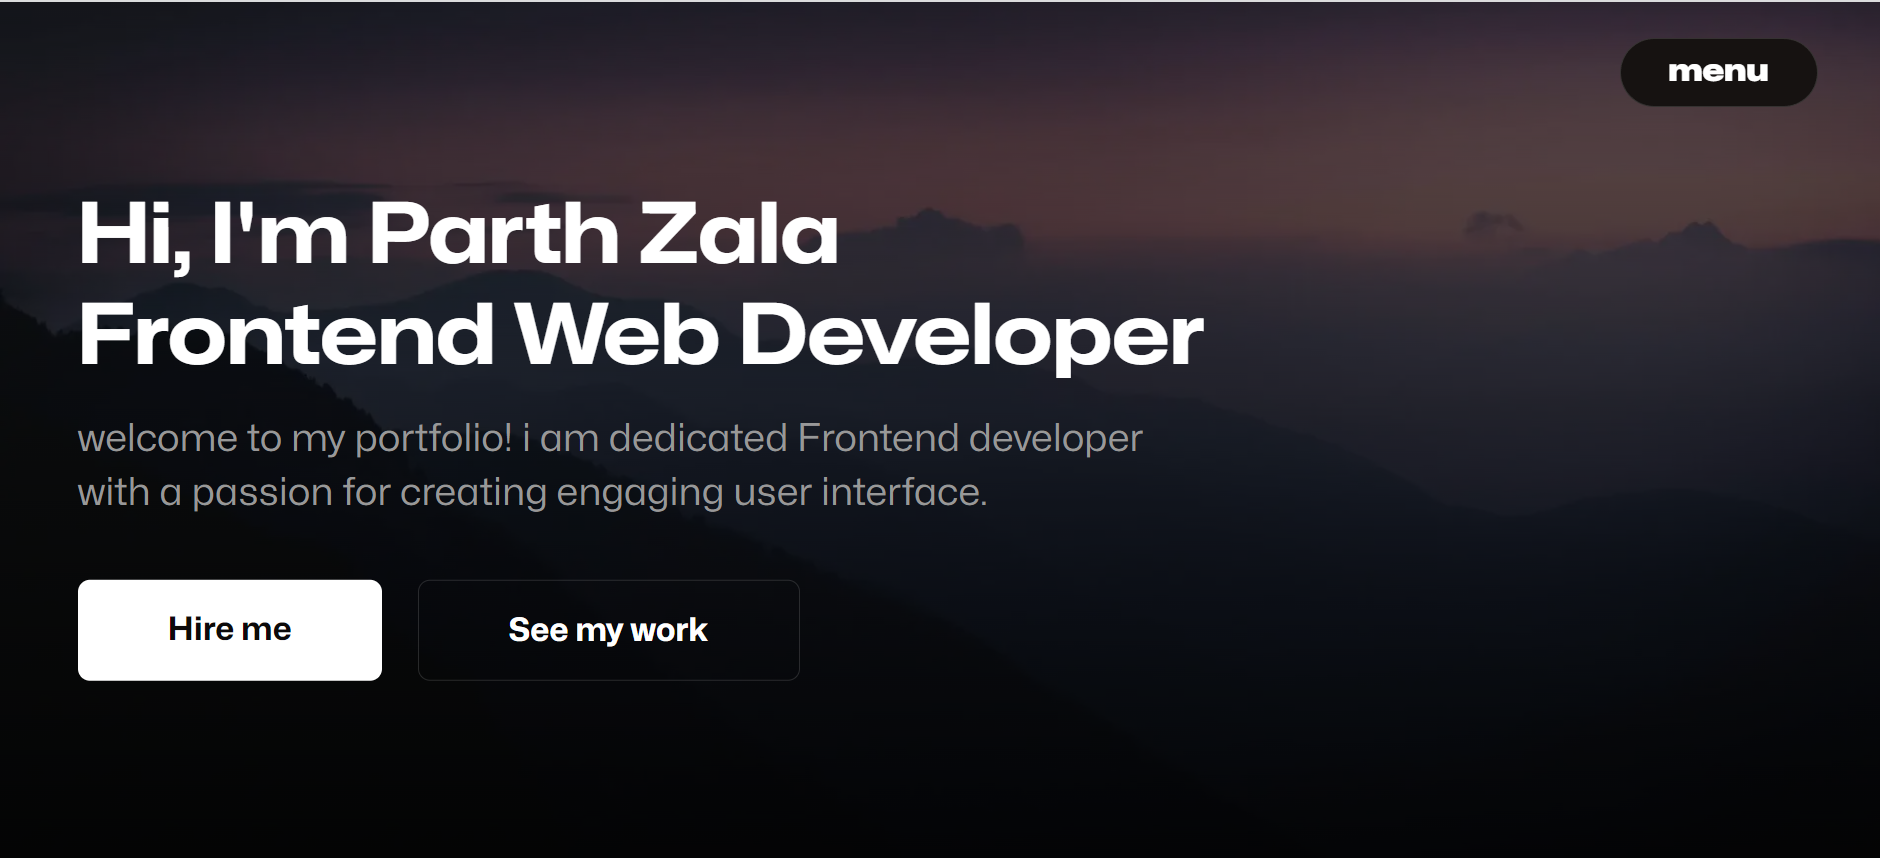 menu
Hi, I'm Parth Zala
Frontend Web Developer
welcome to my portfolio! i am dedicated Frontend developer
with a passion for creating engaging user interface.
Hire me
See my work